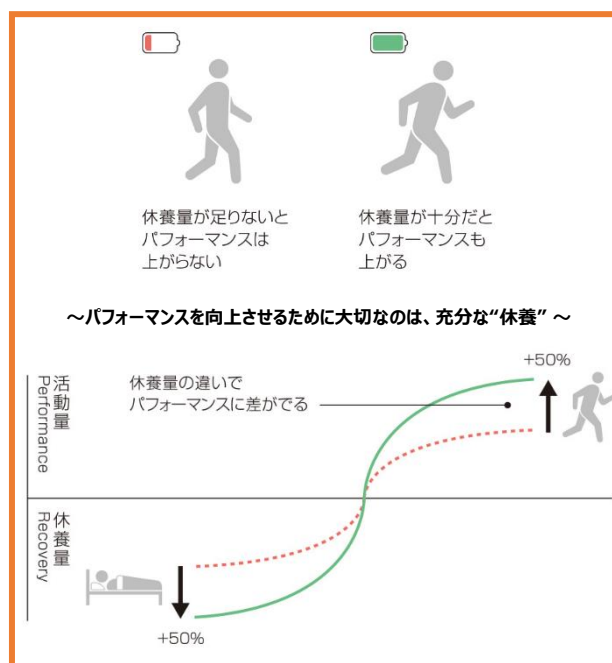 休養量が足りないと
パフォーマンスは
上がらない
休養量が十分だと
パフォーマンスも
上がる
～パフォーマンスを向上させるために大切なのは、充分な“休養” ～
+50%
活動量
Performance
休養量の違いで
パフォーマンスに差がでる
休養量
Recovery
+50%